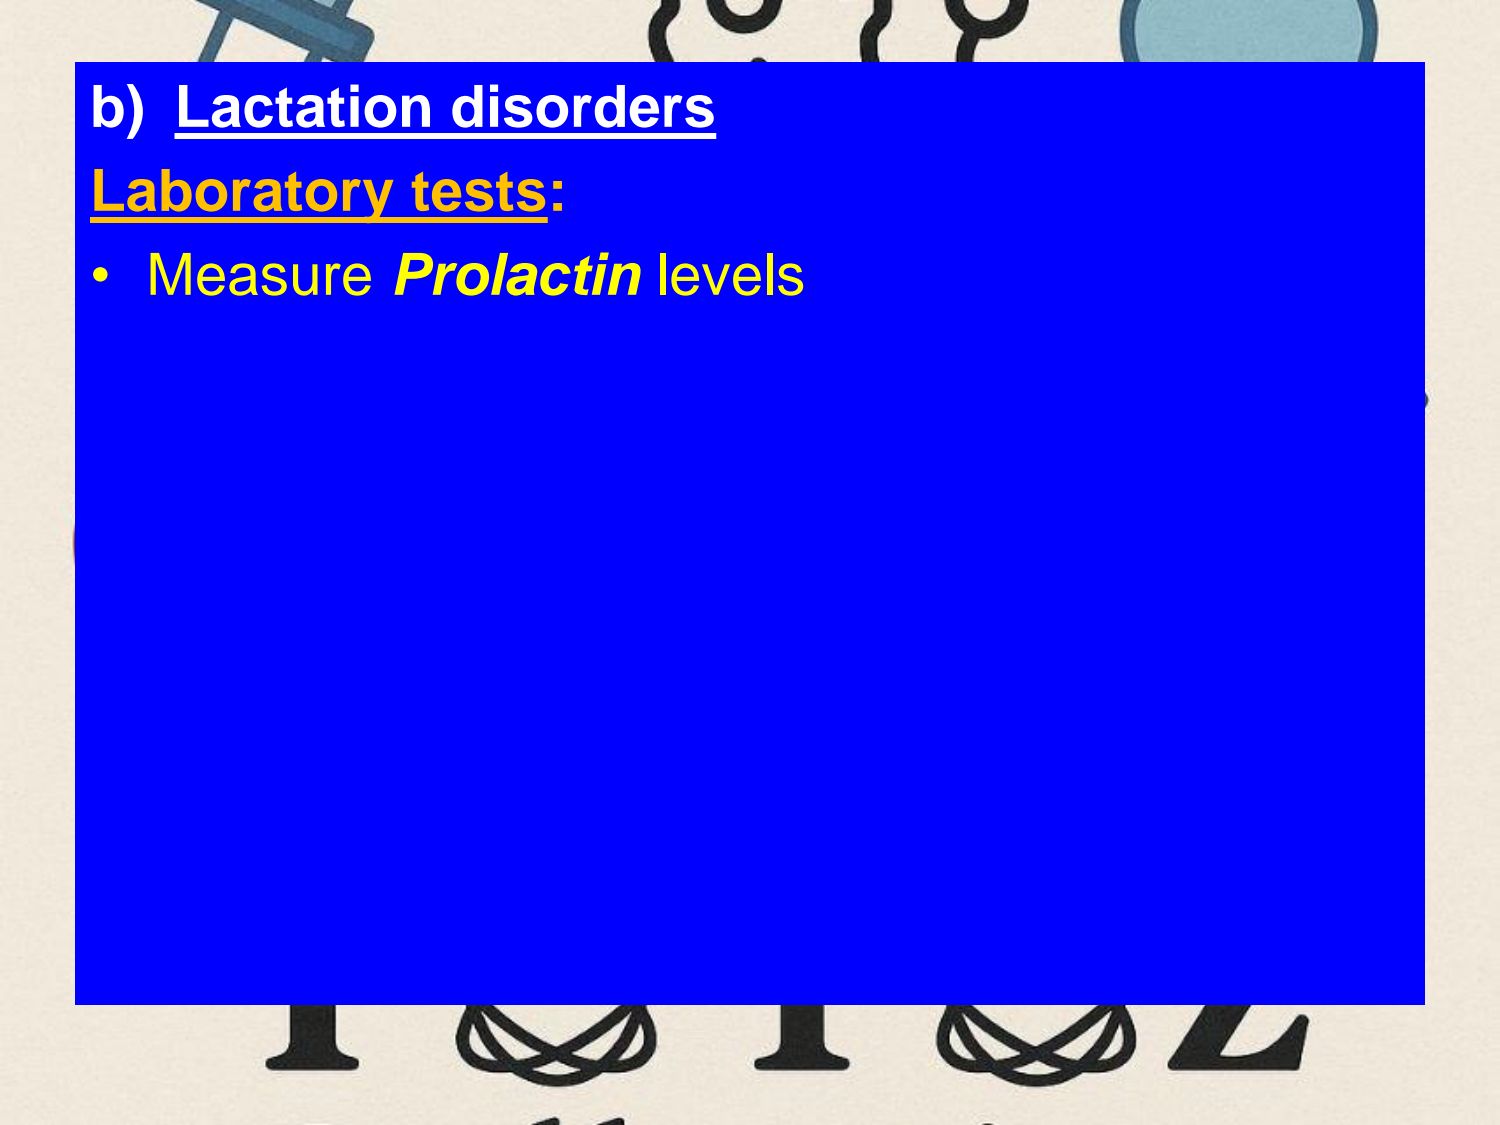 b) Lactation disorders
Laboratory tests:
• Measure Prolactin levels